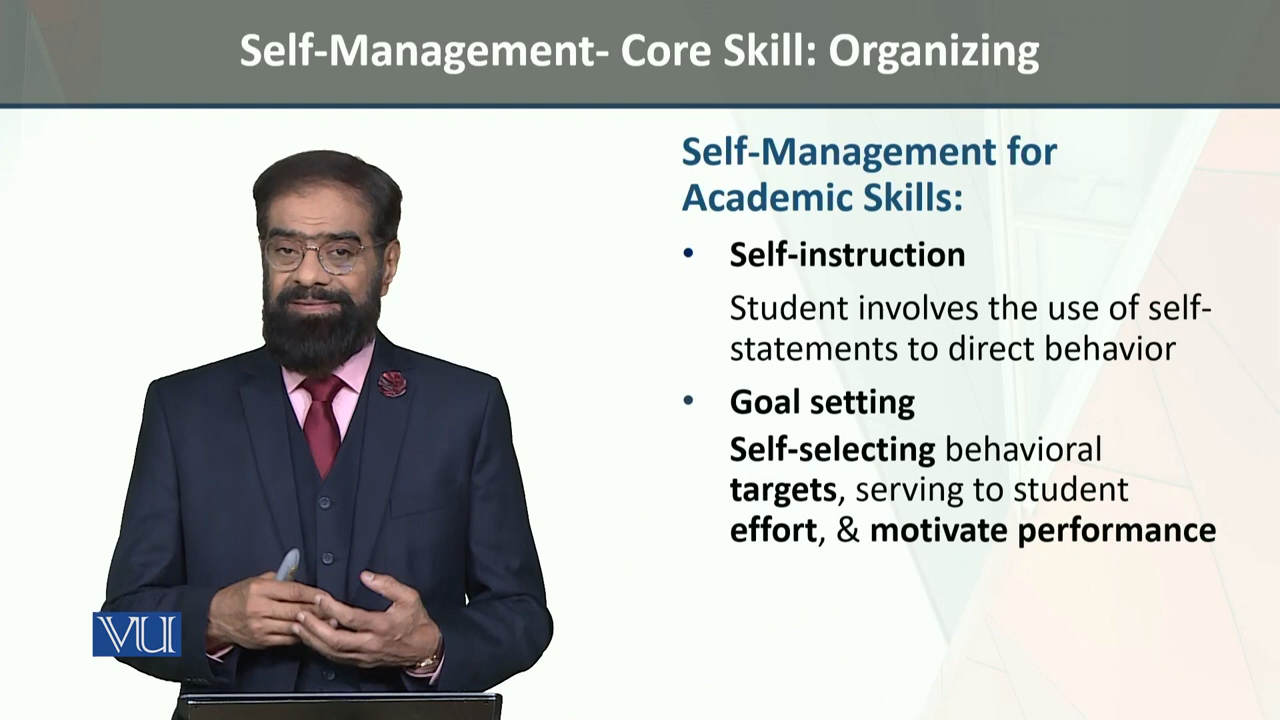 Self-Management- Core Skill: Organizing
Self-Management for
Academic Skills:
• Self-instruction
Student involves the use of self-
statements to direct behavior
• Goal setting
Self-selecting behavioral
targets, serving to student
effort, & motivate performance
VU